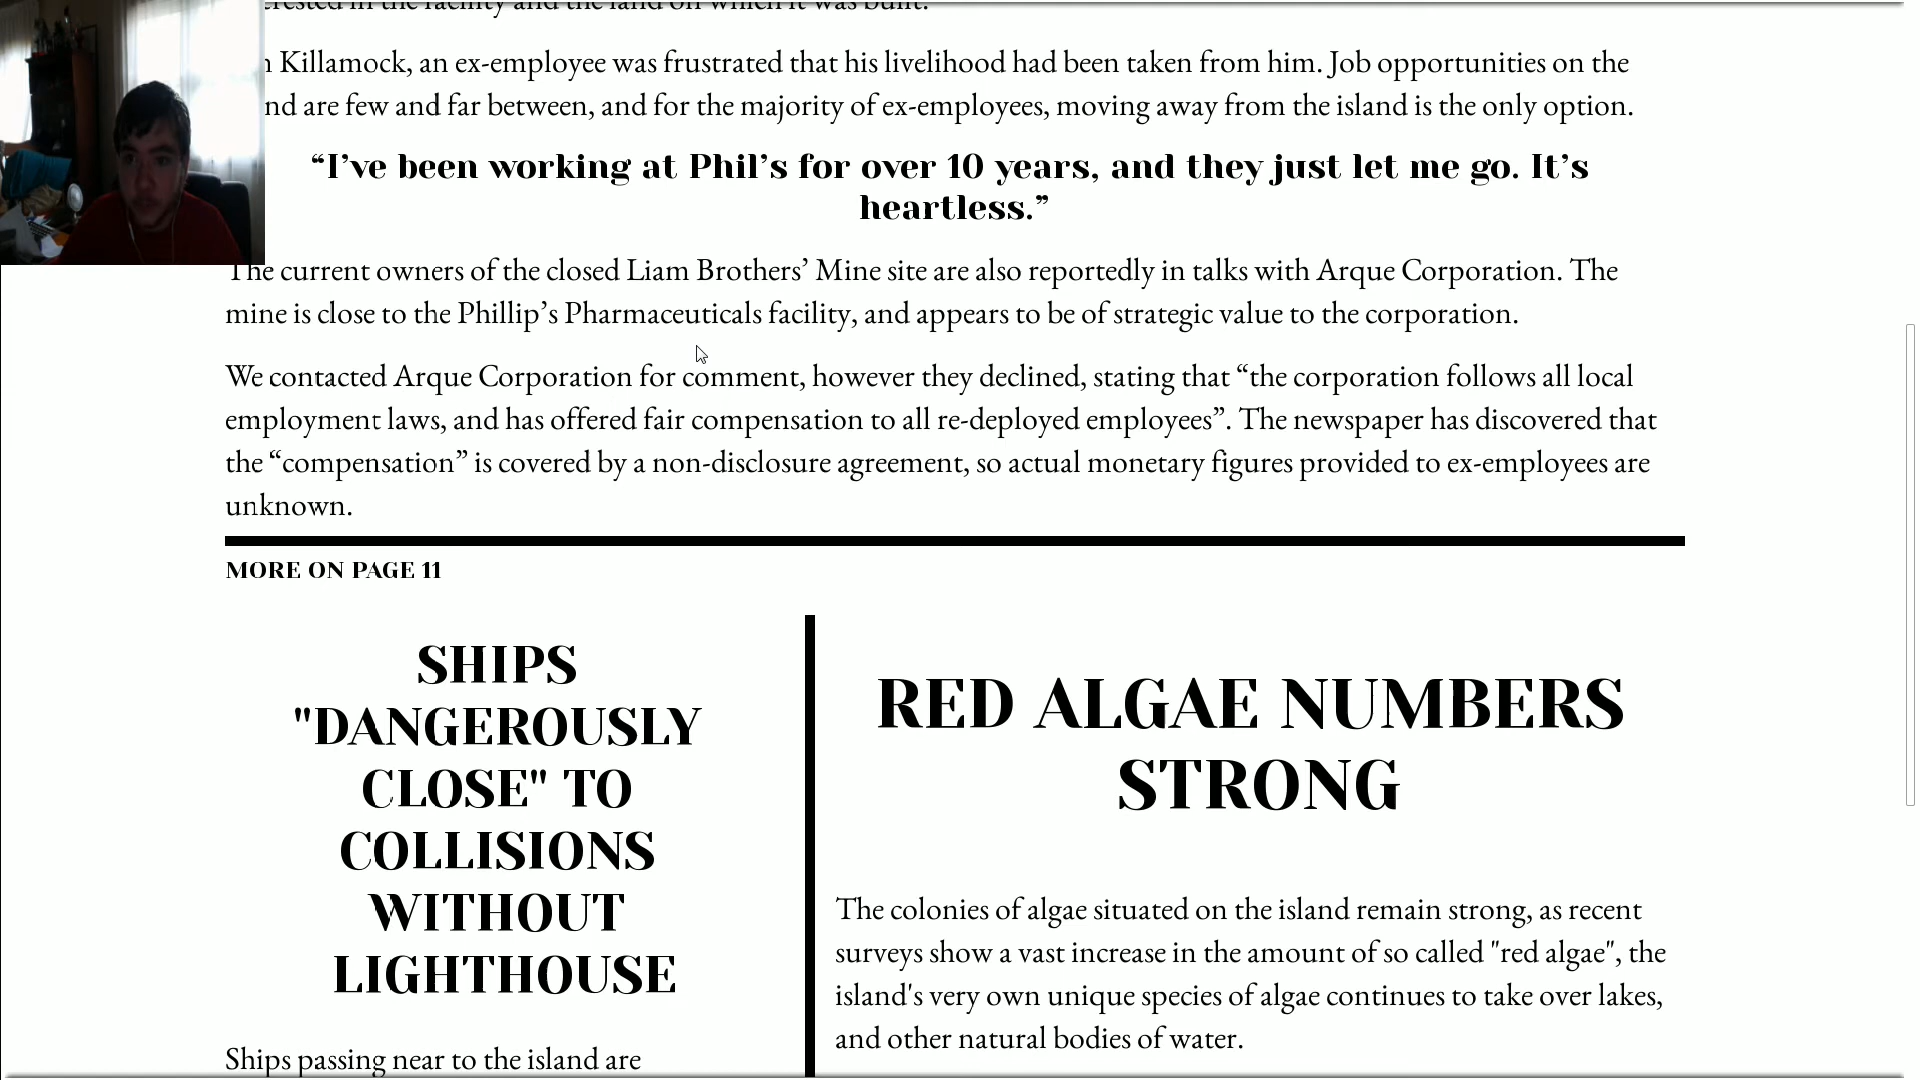 in the facility and the land on which it was built.
Killamock, an ex-employee was frustrated that his livelihood had been taken from him. Job opportunities on the
are few and far between, and for the majority of ex-employees, moving away from the island is the only option.
“I’ve been working at Phil’s for over 10 years, and they just let me go. It’s
heartless.”
The current owners of the closed Liam Brothers’ Mine site are also reportedly in talks with Arque Corporation. The
mine is close to the Phillip’s Pharmaceuticals facility, and appears to be of strategic value to the corporation.
We contacted Arque Corporation for comment, however they declined, stating that “the corporation follows all local
employment laws, and has offered fair compensation to all re-deployed employees”. The newspaper has discovered that
the “compensation” is covered by a non-disclosure agreement, so actual monetary figures provided to ex-employees are
unknown.
MORE ON PAGE 11
SHIPS
"DANGEROUSLY
CLOSE" TO
COLLISIONS
WITHOUT
LIGHTHOUSE
Ships passing near to the island are
RED ALGAE NUMBERS
STRONG
The colonies of algae situated on the island remain strong, as recent
surveys show a vast increase in the amount of so called "red algae", the
island's very own unique species of algae continues to take over lakes,
and other natural bodies of water.